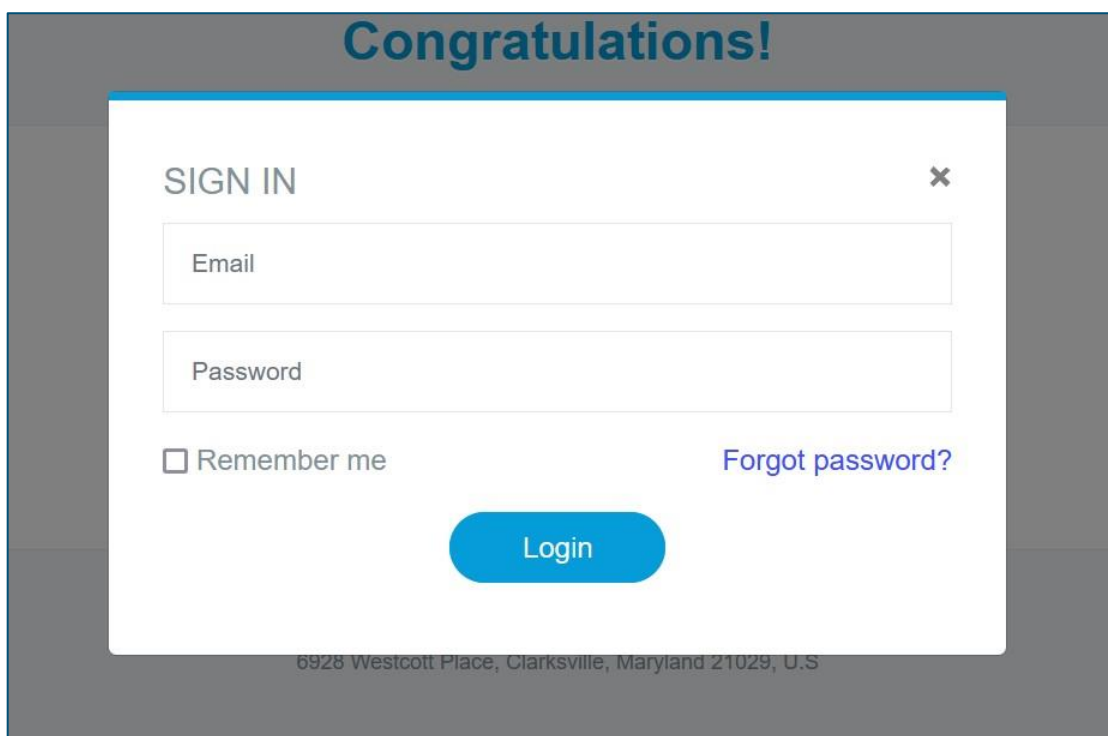 Congratulations!
SIGN IN
Email
Password
Remember me
Forgot password?
Login
6928 Westcott Place, Clarksville, Maryland 21029, U.S